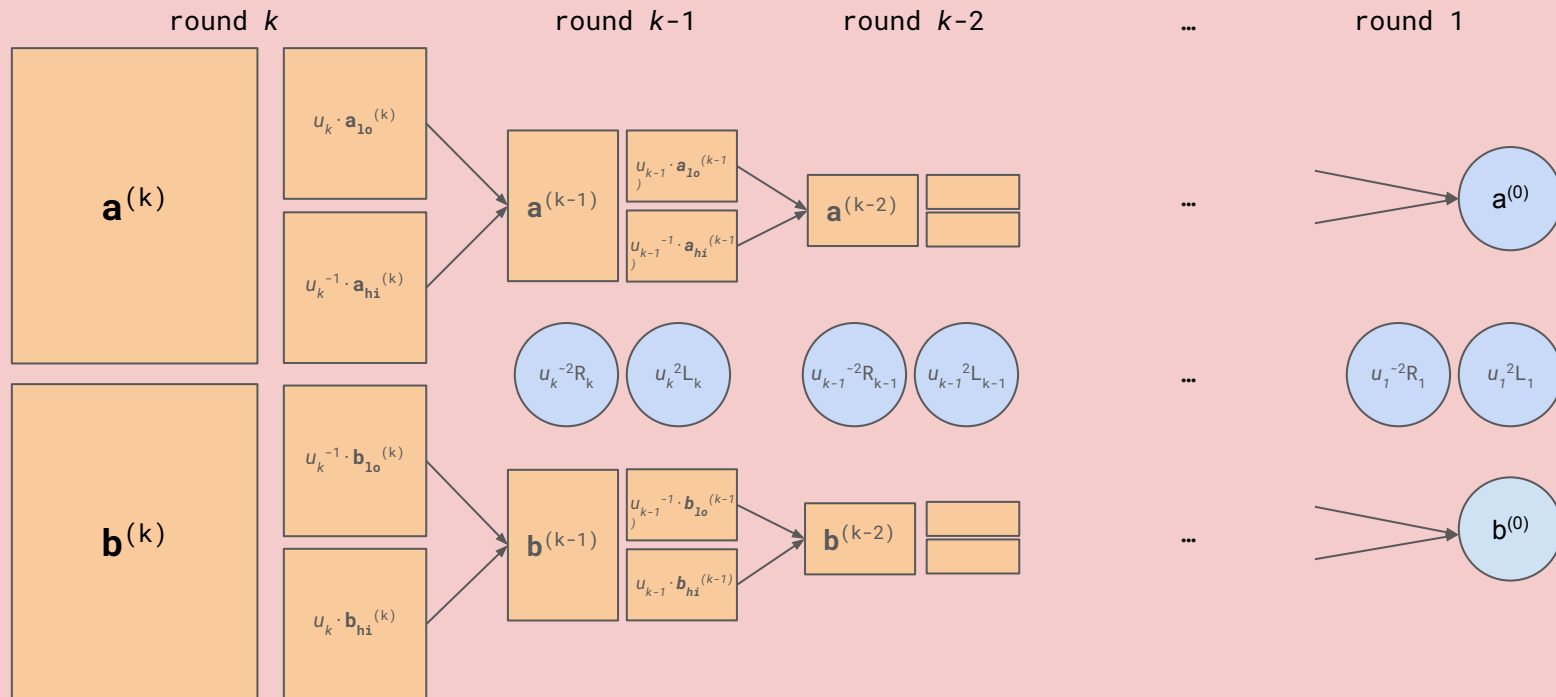 round k
round k-1
round k-2
…
round 1
a^(k)
u_k · a_lo^(k)
u_k^-1 · a_hi^(k)
a^(k-1)
u_k-1 · a_lo^(k-1
)
u_k-1^-1 · a_hi^(k-1
)
a^(k-2)
…
a^(0)
u_k^-2 R_k
u_k^2 L_k
u_k-1^-2 R_k-1
u_k-1^2 L_k-1
…
u_1^-2 R_1
u_1^2 L_1
b^(k)
u_k^-1 · b_lo^(k)
u_k · b_hi^(k)
b^(k-1)
u_k-1^-1 · b_lo^(k-1
)
u_k-1 · b_hi^(k-1)
b^(k-2)
…
b^(0)